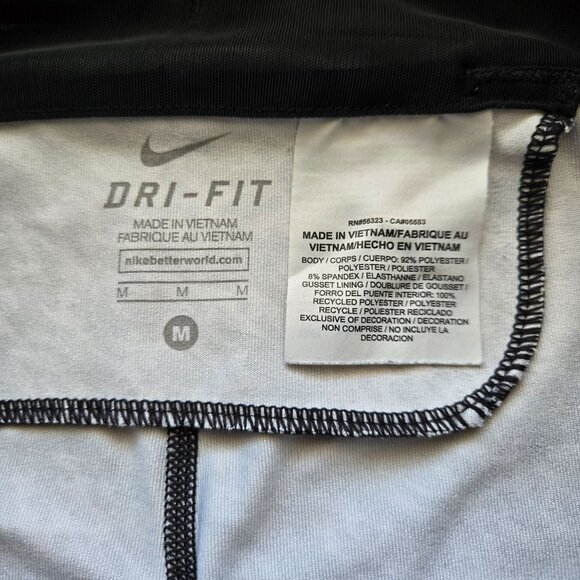 DRI-FIT
MADE IN VIETNAM
FABRIQUE AU VIETNAM
nikebetterworld.com
M M M
M
RN#56323 - CA#05553
MADE IN VIETNAM/FABRIQUE AU
VIETNAM/HECHO EN VIETNAM
BODY / CORPS / CUERPO: 92% POLYESTER /
POLYESTER / POLIESTER
8% SPANDEX / ELASTHANNE / ELASTANO
GUSSET LINING / DOUBLURE DE GOUSSET /
FORRO DEL PUENTE INTERIOR: 100%
RECYCLED POLYESTER / POLYESTER
RECYCLE / POLIESTER RECICLADO
EXCLUSIVE OF DECORATION / DECORATION
NON COMPRISE / NO INCLUYE LA
DECORACION